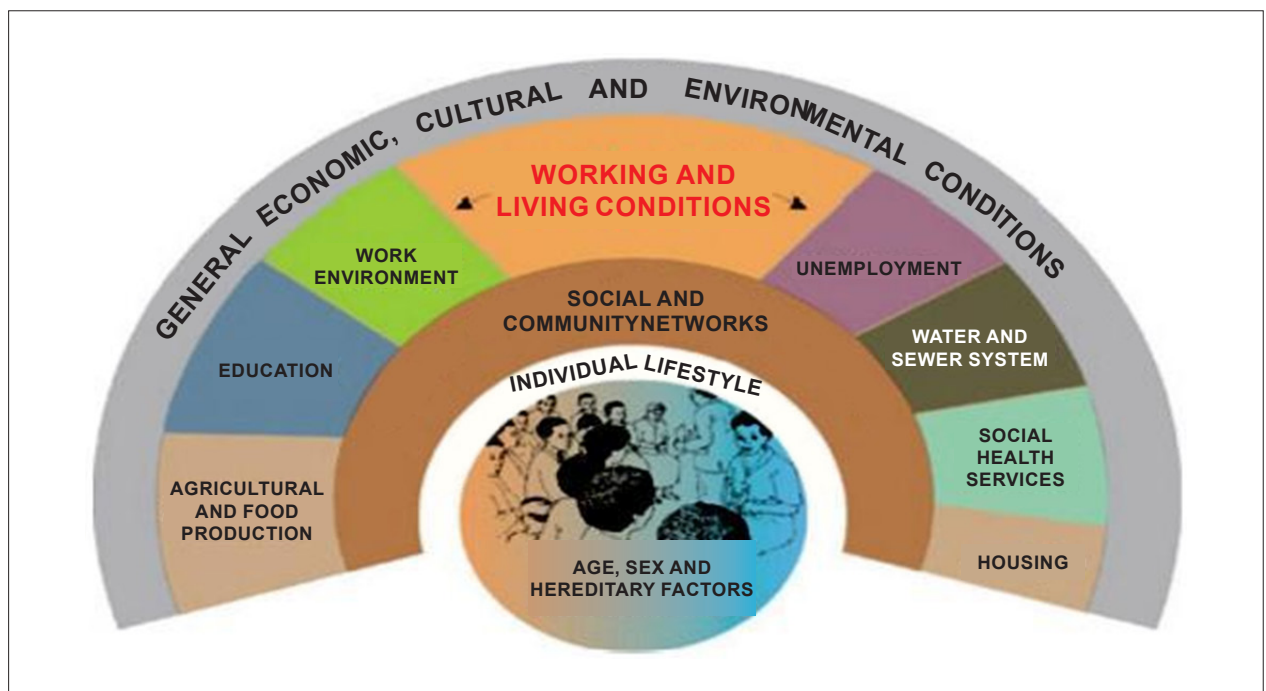 GENERAL ECONOMIC, CULTURAL AND ENVIRONMENTAL CONDITIONS
WORKING AND
LIVING CONDITIONS
WORK
ENVIRONMENT
UNEMPLOYMENT
SOCIAL AND
COMMUNITYNETWORKS
WATER AND
SEWER SYSTEM
EDUCATION
INDIVIDUAL LIFESTYLE
SOCIAL
HEALTH
SERVICES
AGRICULTURAL
AND FOOD
PRODUCTION
HOUSING
AGE, SEX AND
HEREDITARY FACTORS